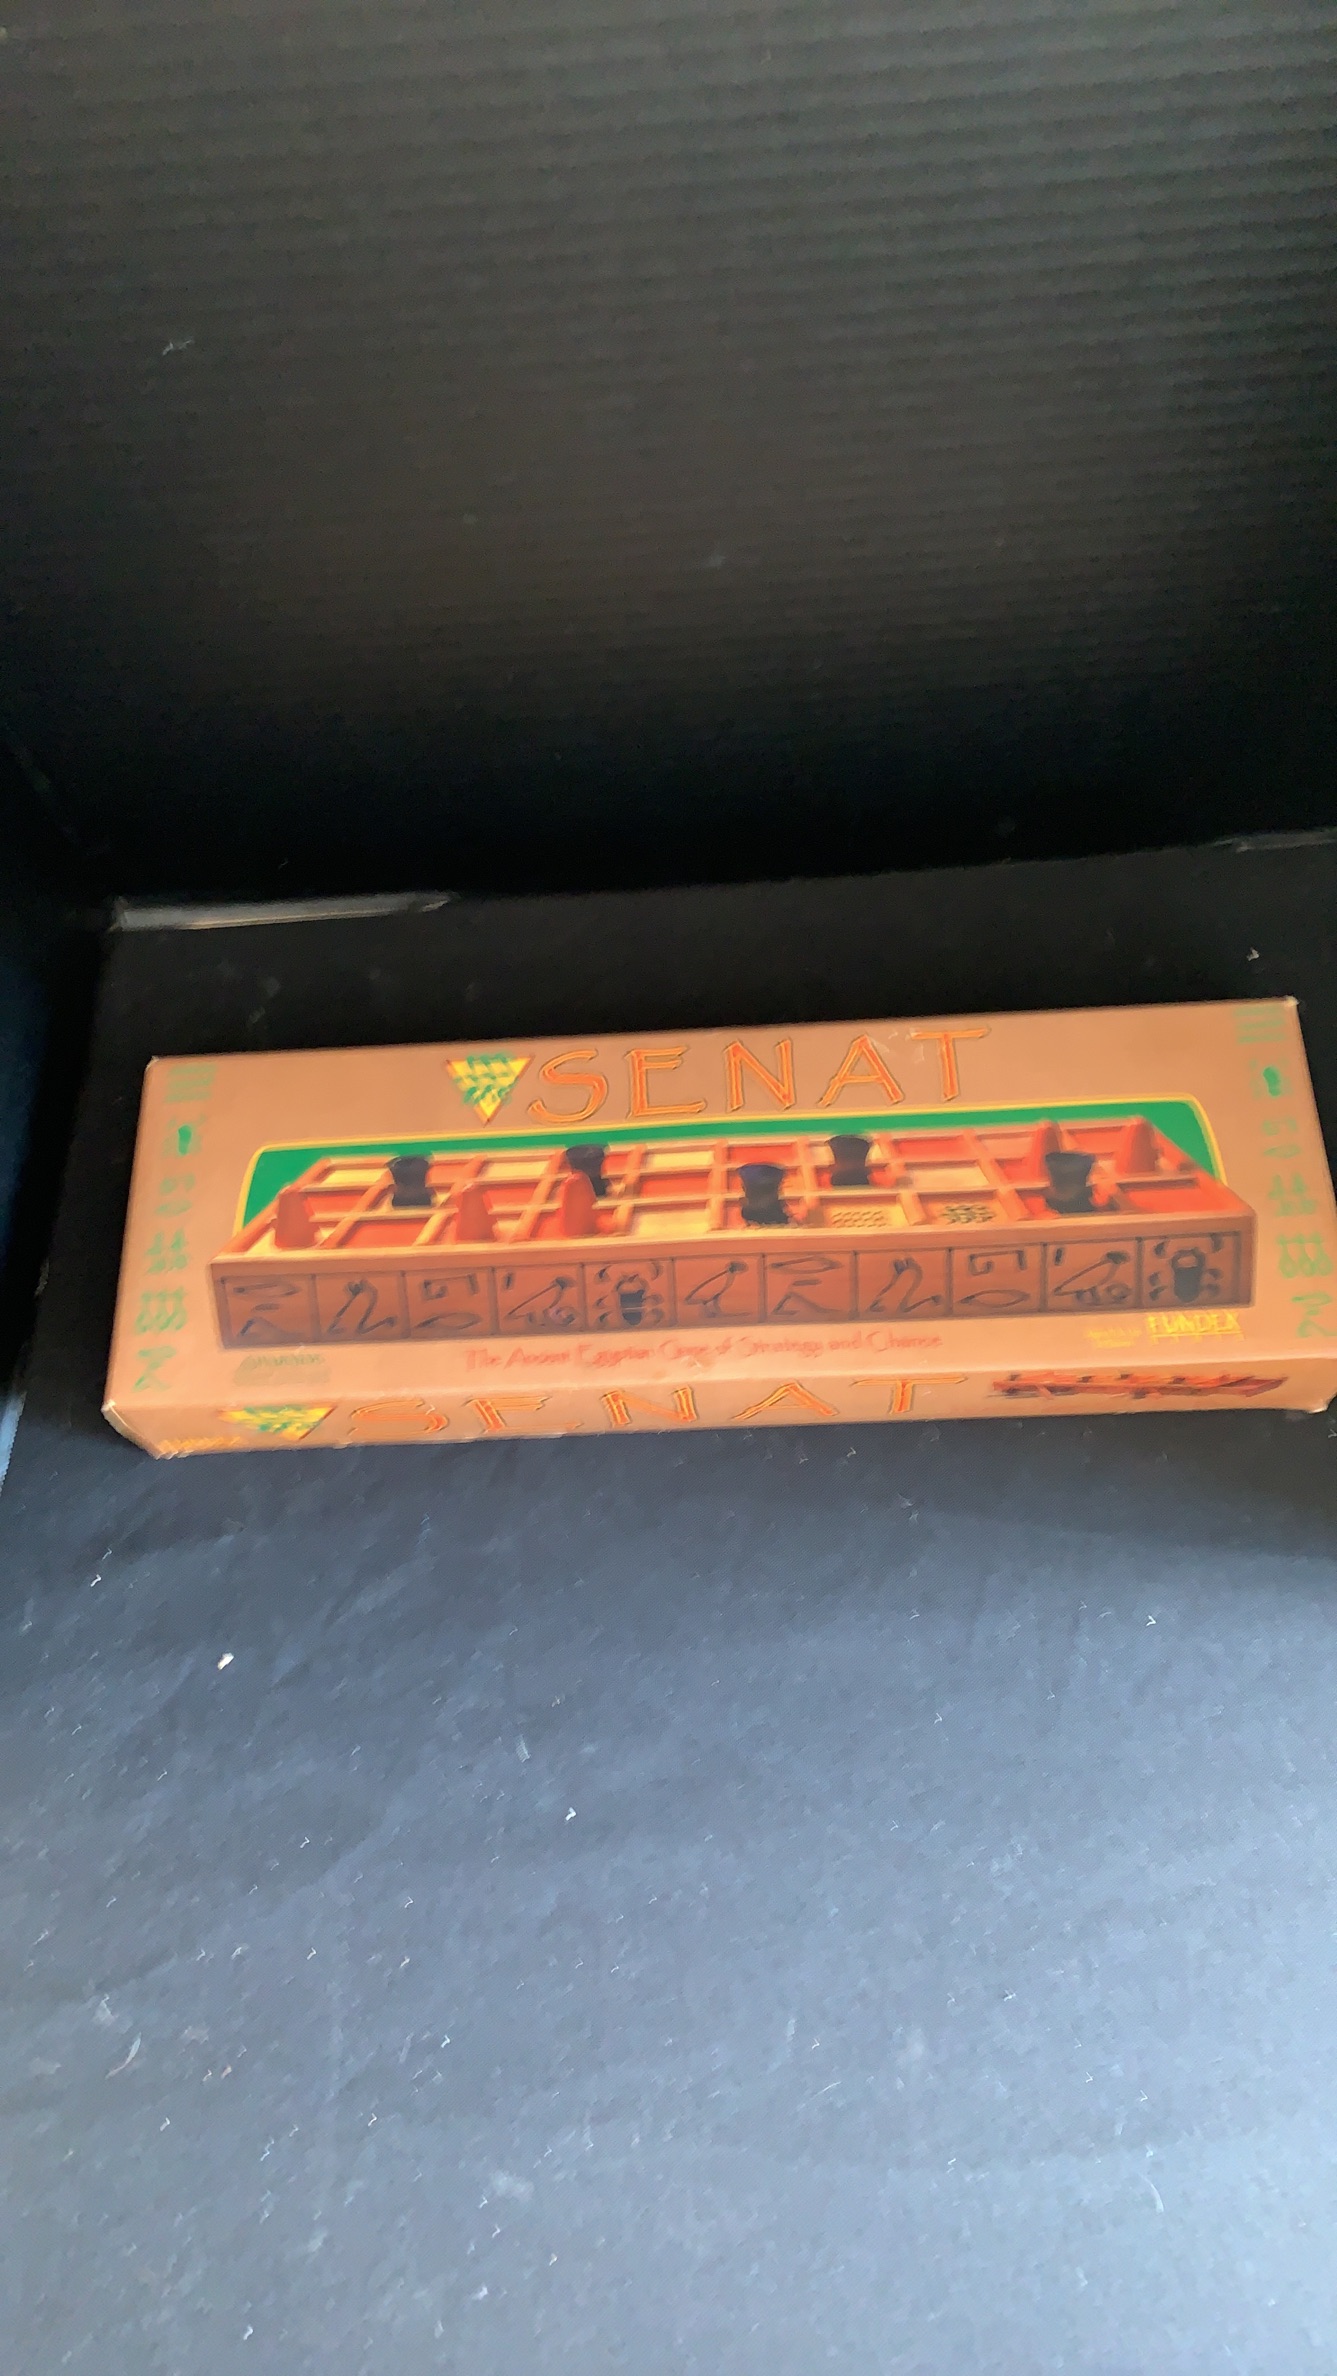 SENAT
The Ancient Egyptian Game of Strategy and Chance
FUNDEX
SENAT